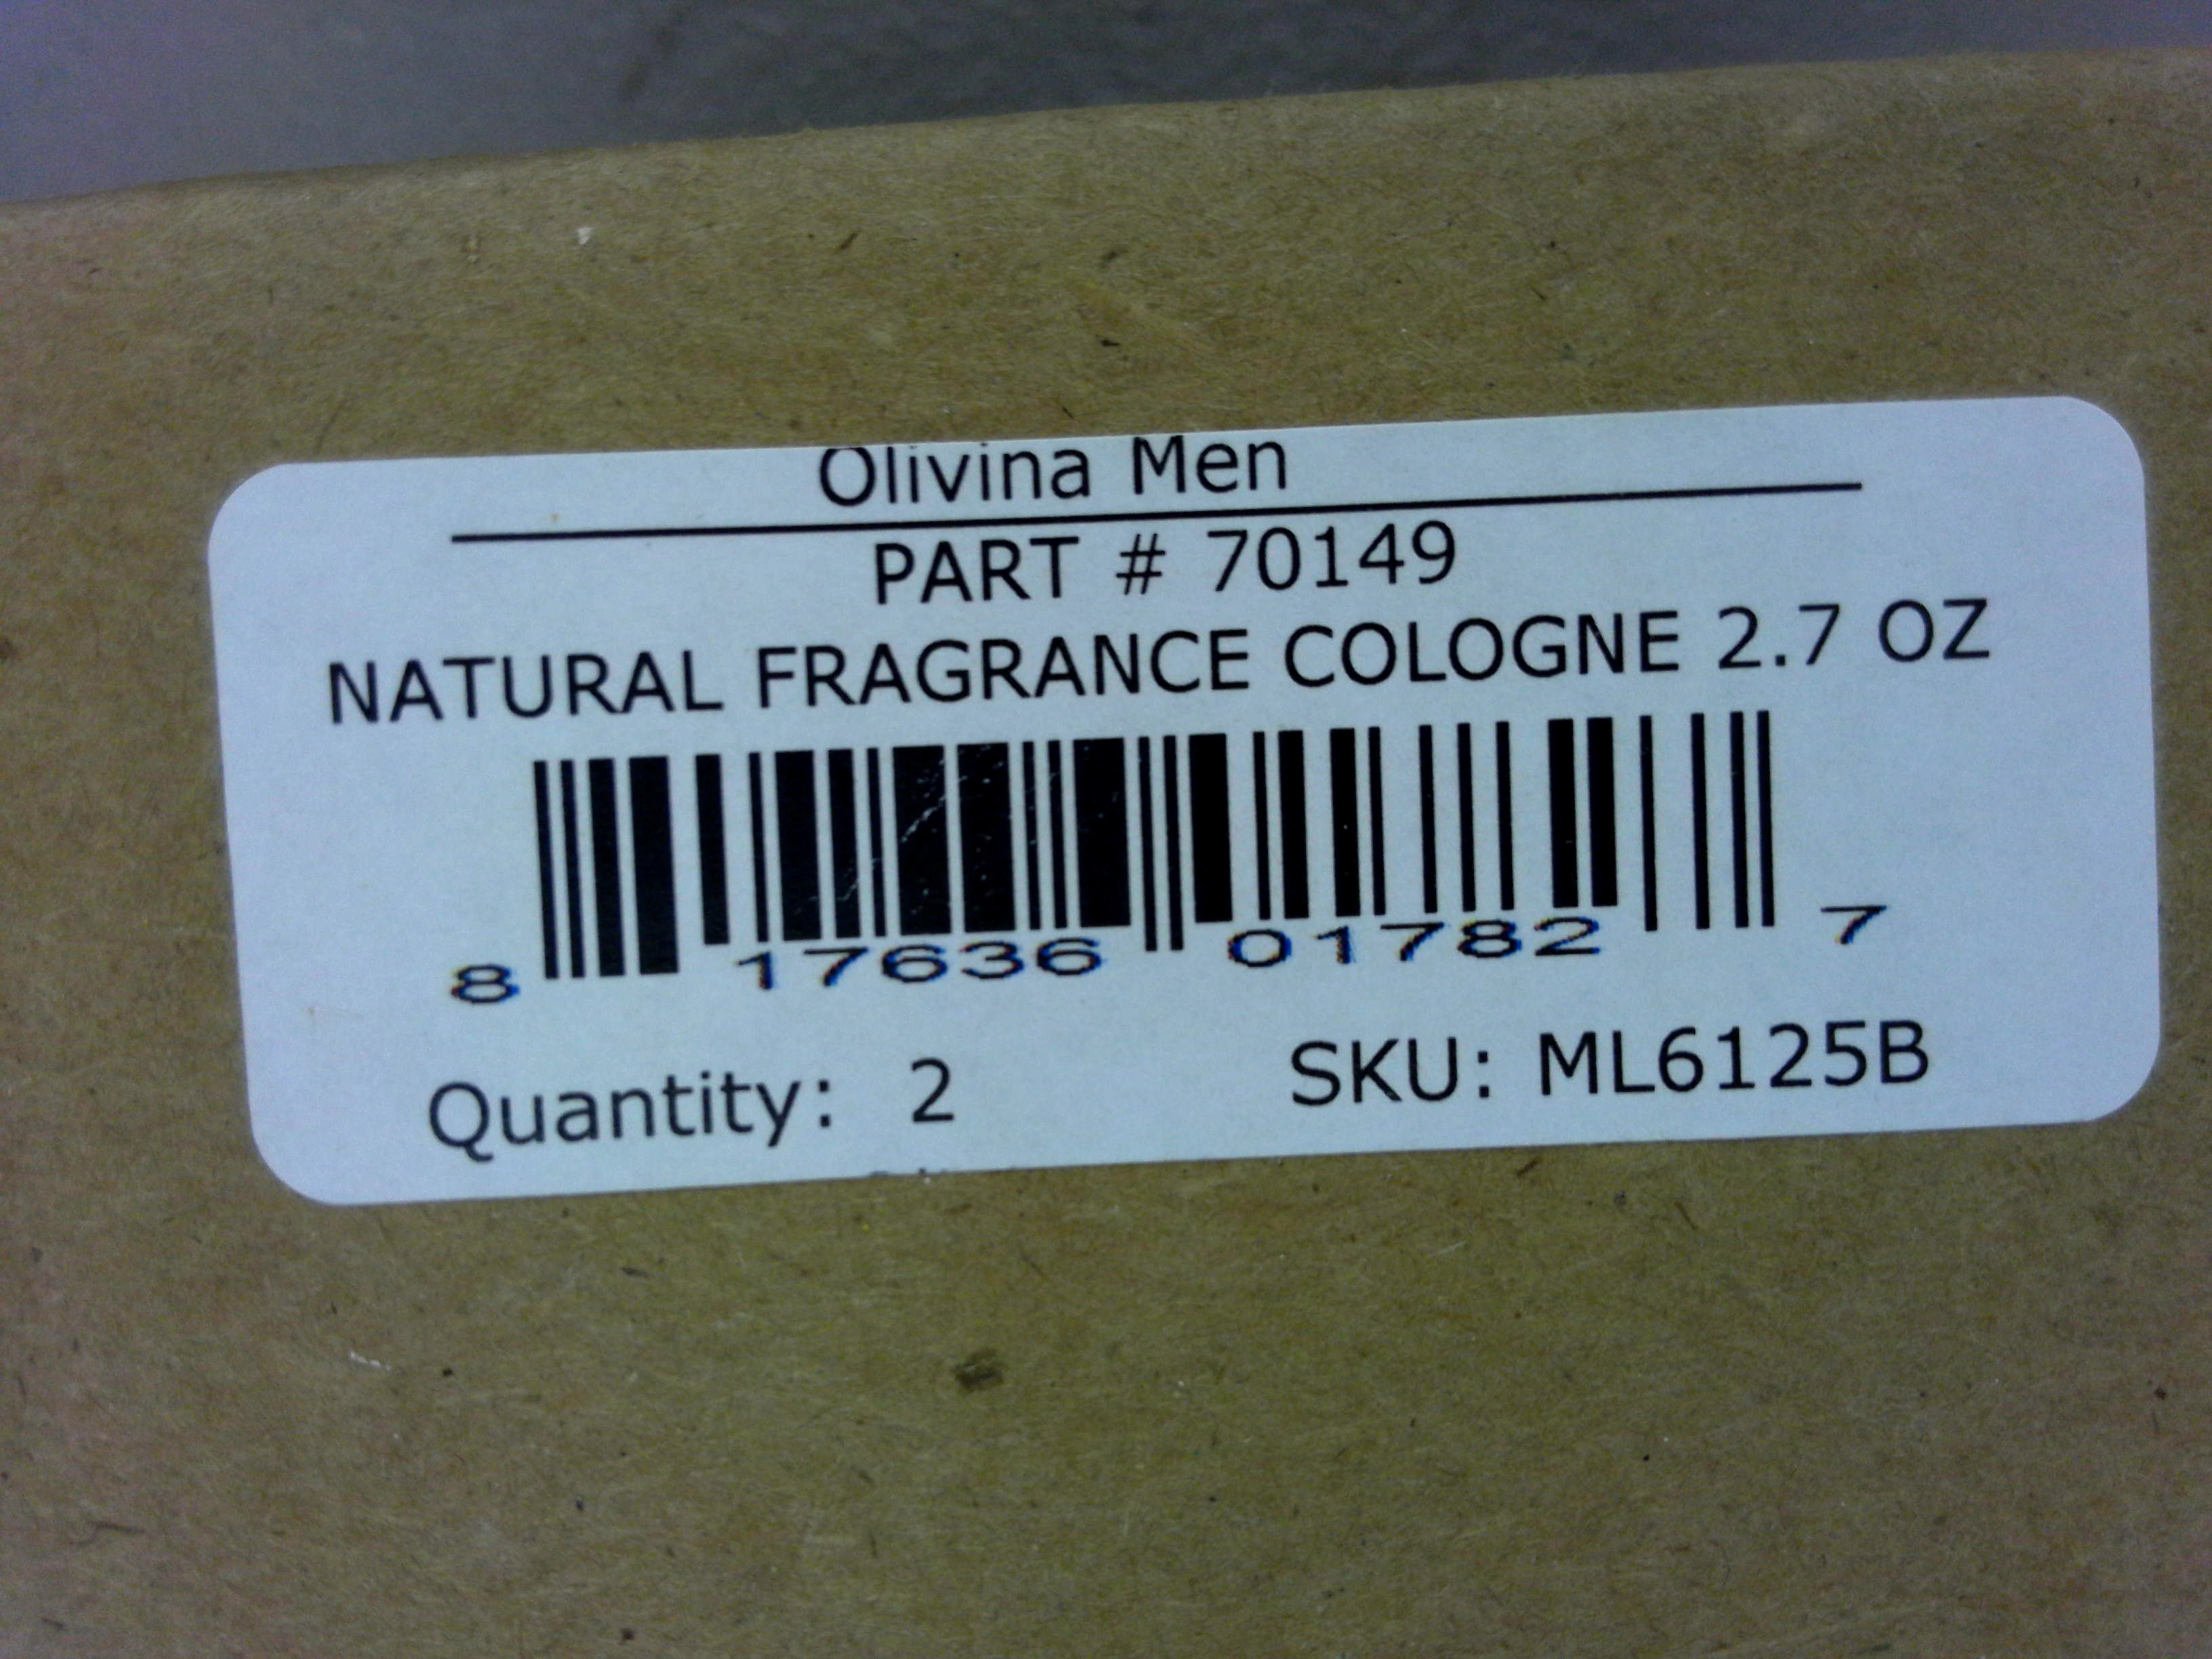 Olivina Men
PART # 70149
NATURAL FRAGRANCE COLOGNE 2.7 OZ
8 17636 01782 7
Quantity: 2 SKU: ML6125B